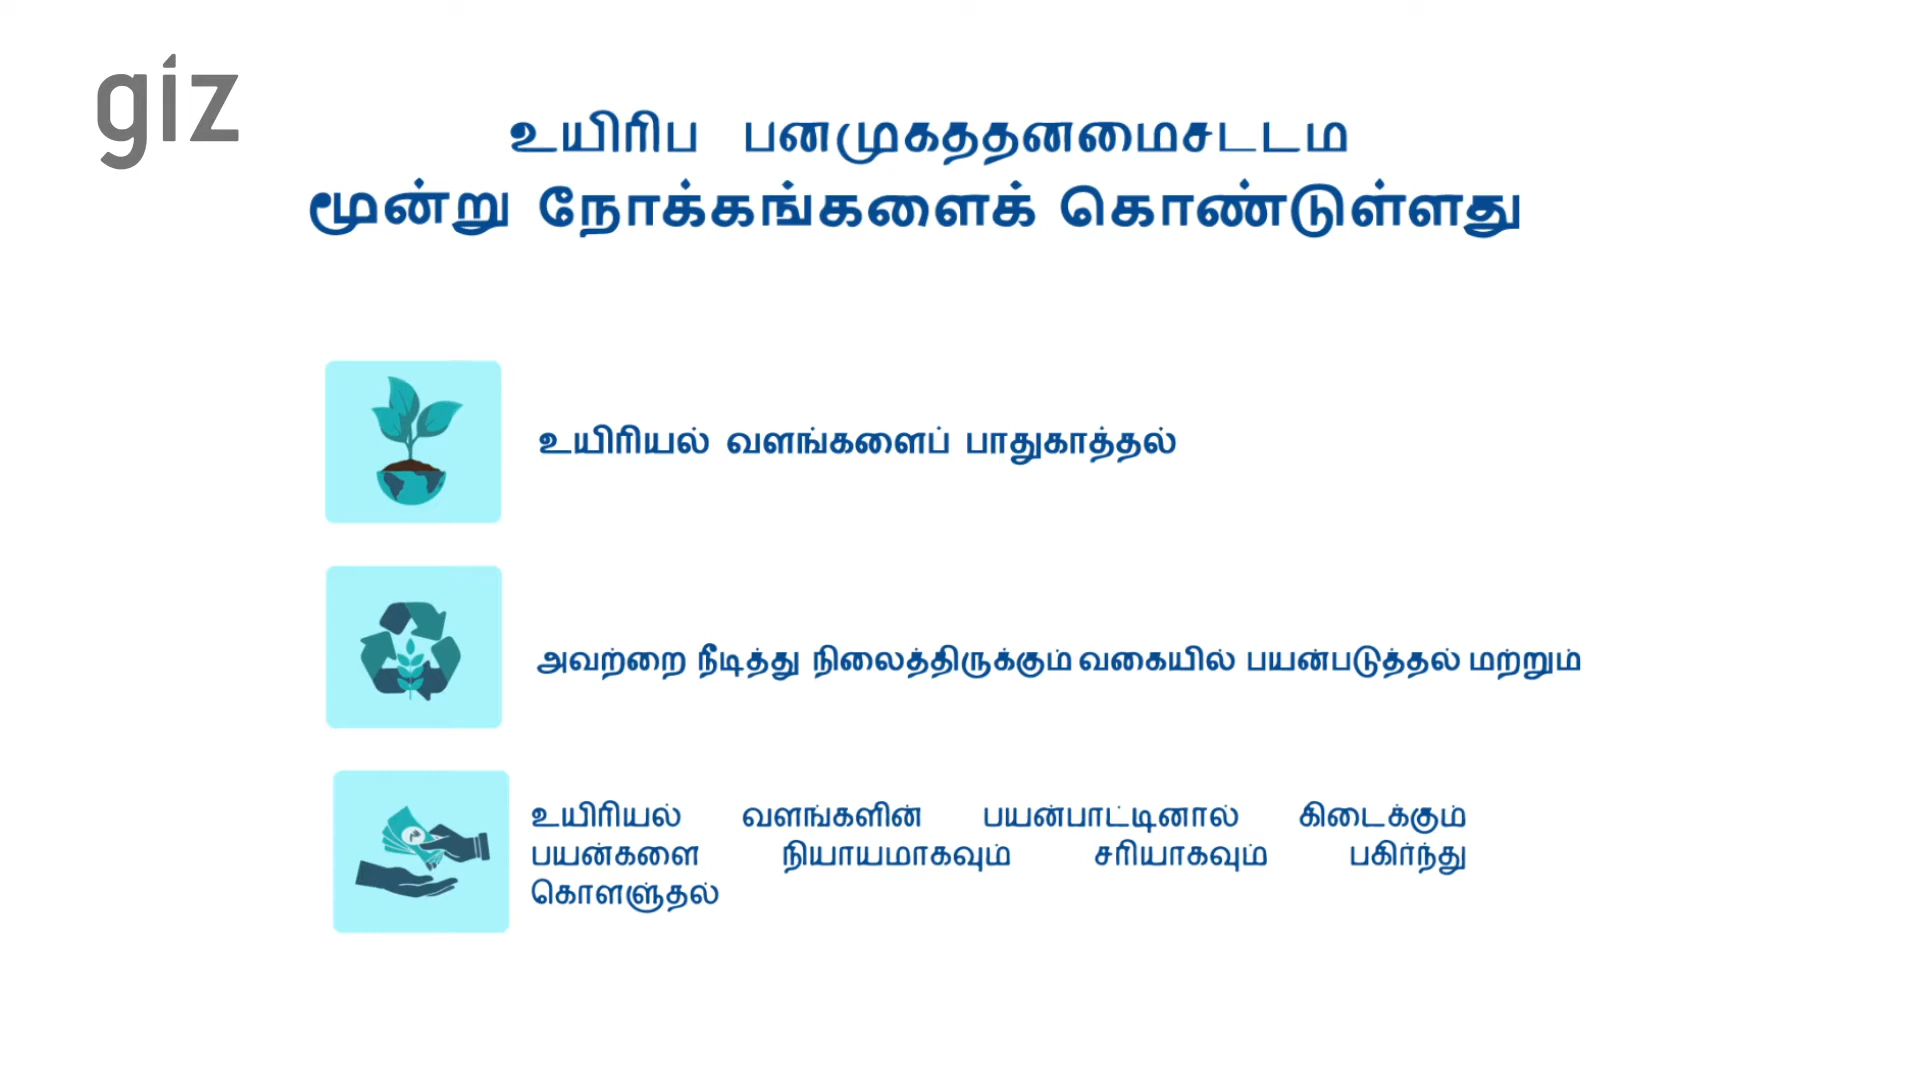 giz
உயிரிப பனமுகததனமைசடடம
மூன்று நோக்கங்களைக் கொண்டுள்ளது
உயிரியல் வளங்களைப் பாதுகாத்தல்
அவற்றை நீடித்து நிலைத்திருக்கும் வகையில் பயன்படுத்தல் மற்றும்
உயிரியல் வளங்களின் பயன்பாட்டினால் கிடைக்கும்
பயன்களை நியாயமாகவும் சரியாகவும் பகிர்ந்து
கொளளுதல்